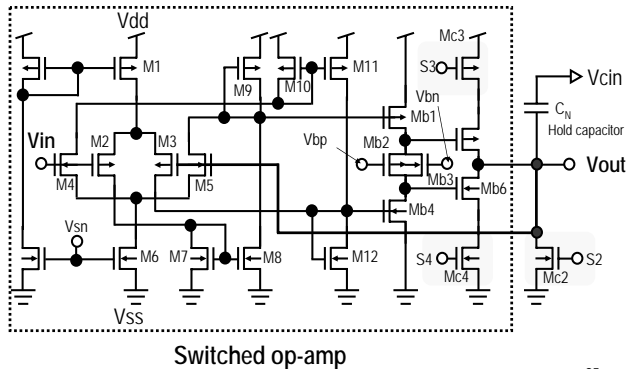 Vdd
Mc3
M1
M9
M10
M11
S3
Vcin
Mb1
Vbn
C_N
Hold capacitor
Vin
M2
M3
Vbp
Mb2
Vout
M4
M5
Mb3
Mb6
Mb4
Vsn
M6
M7
M8
M12
S4
Mc4
S2
Mc2
Vss
Switched op-amp